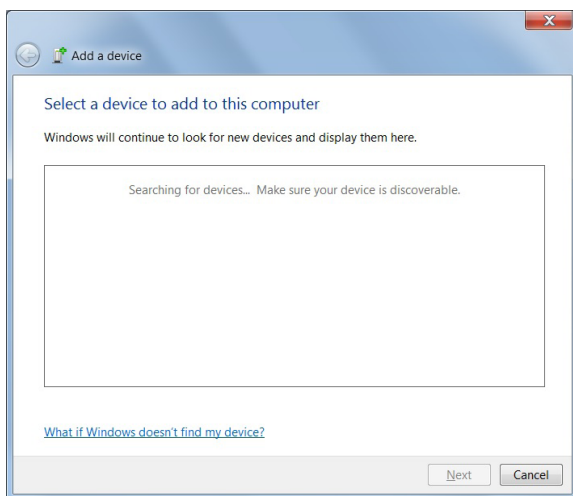 Add a device
Select a device to add to this computer
Windows will continue to look for new devices and display them here.
Searching for devices... Make sure your device is discoverable.
What if Windows doesn't find my device?
Next Cancel